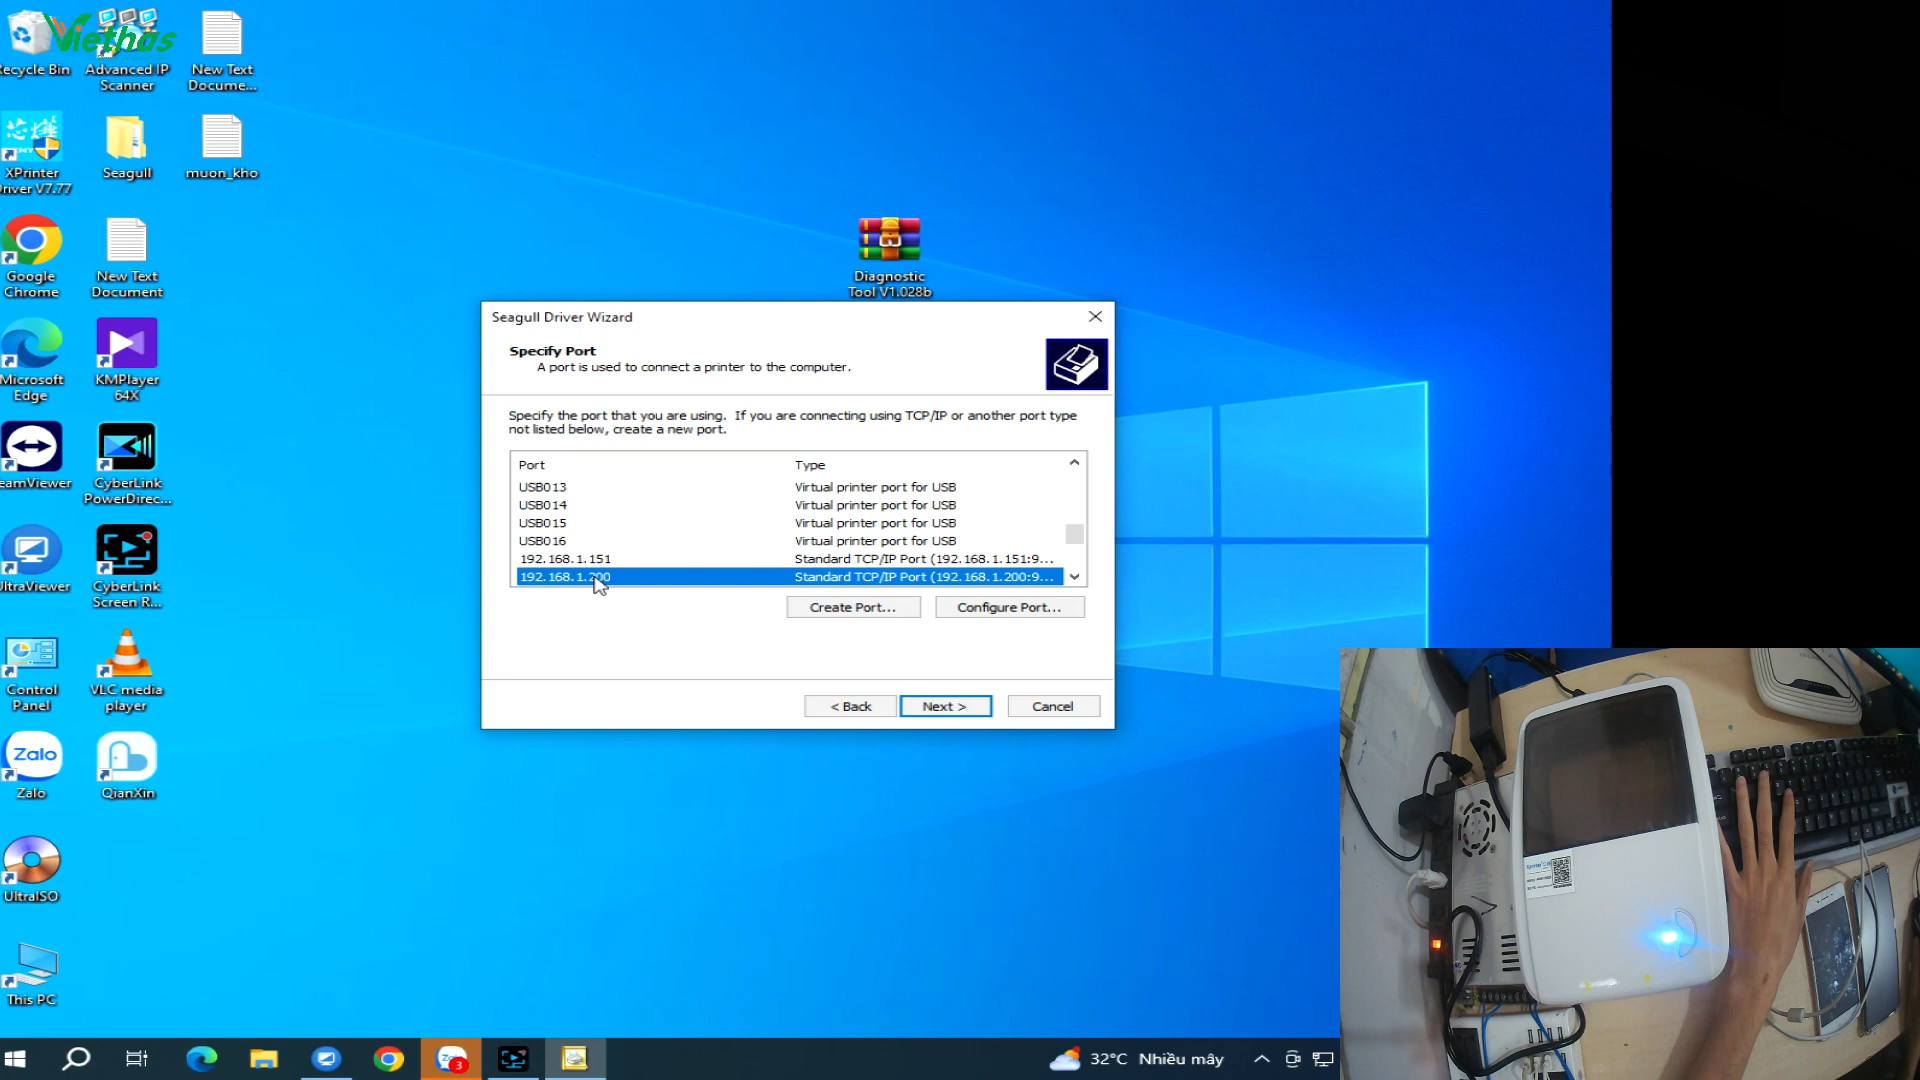 Viethas
Recycle Bin
Advanced IP
Scanner
New Text
Docume...
XPrinter
Driver V7.77
Seagull
muon_kho
Google
Chrome
New Text
Document
Diagnostic
Tool V1.028b
Microsoft
Edge
KMPlayer
64X
TeamViewer
CyberLink
PowerDirec...
UltraViewer
CyberLink
Screen R...
Control
Panel
VLC media
player
Zalo
Zalo
QianXin
UltraISO
This PC
Seagull Driver Wizard
Specify Port
A port is used to connect a printer to the computer.
Specify the port that you are using. If you are connecting using TCP/IP or another port type
not listed below, create a new port.
Port Type
USB013 Virtual printer port for USB
USB014 Virtual printer port for USB
USB015 Virtual printer port for USB
USB016 Virtual printer port for USB
192.168.1.151 Standard TCP/IP Port (192.168.1.151:9...
192.168.1.200 Standard TCP/IP Port (192.168.1.200:9...
Create Port... Configure Port...
< Back Next > Cancel
3
32°C Nhiều mây